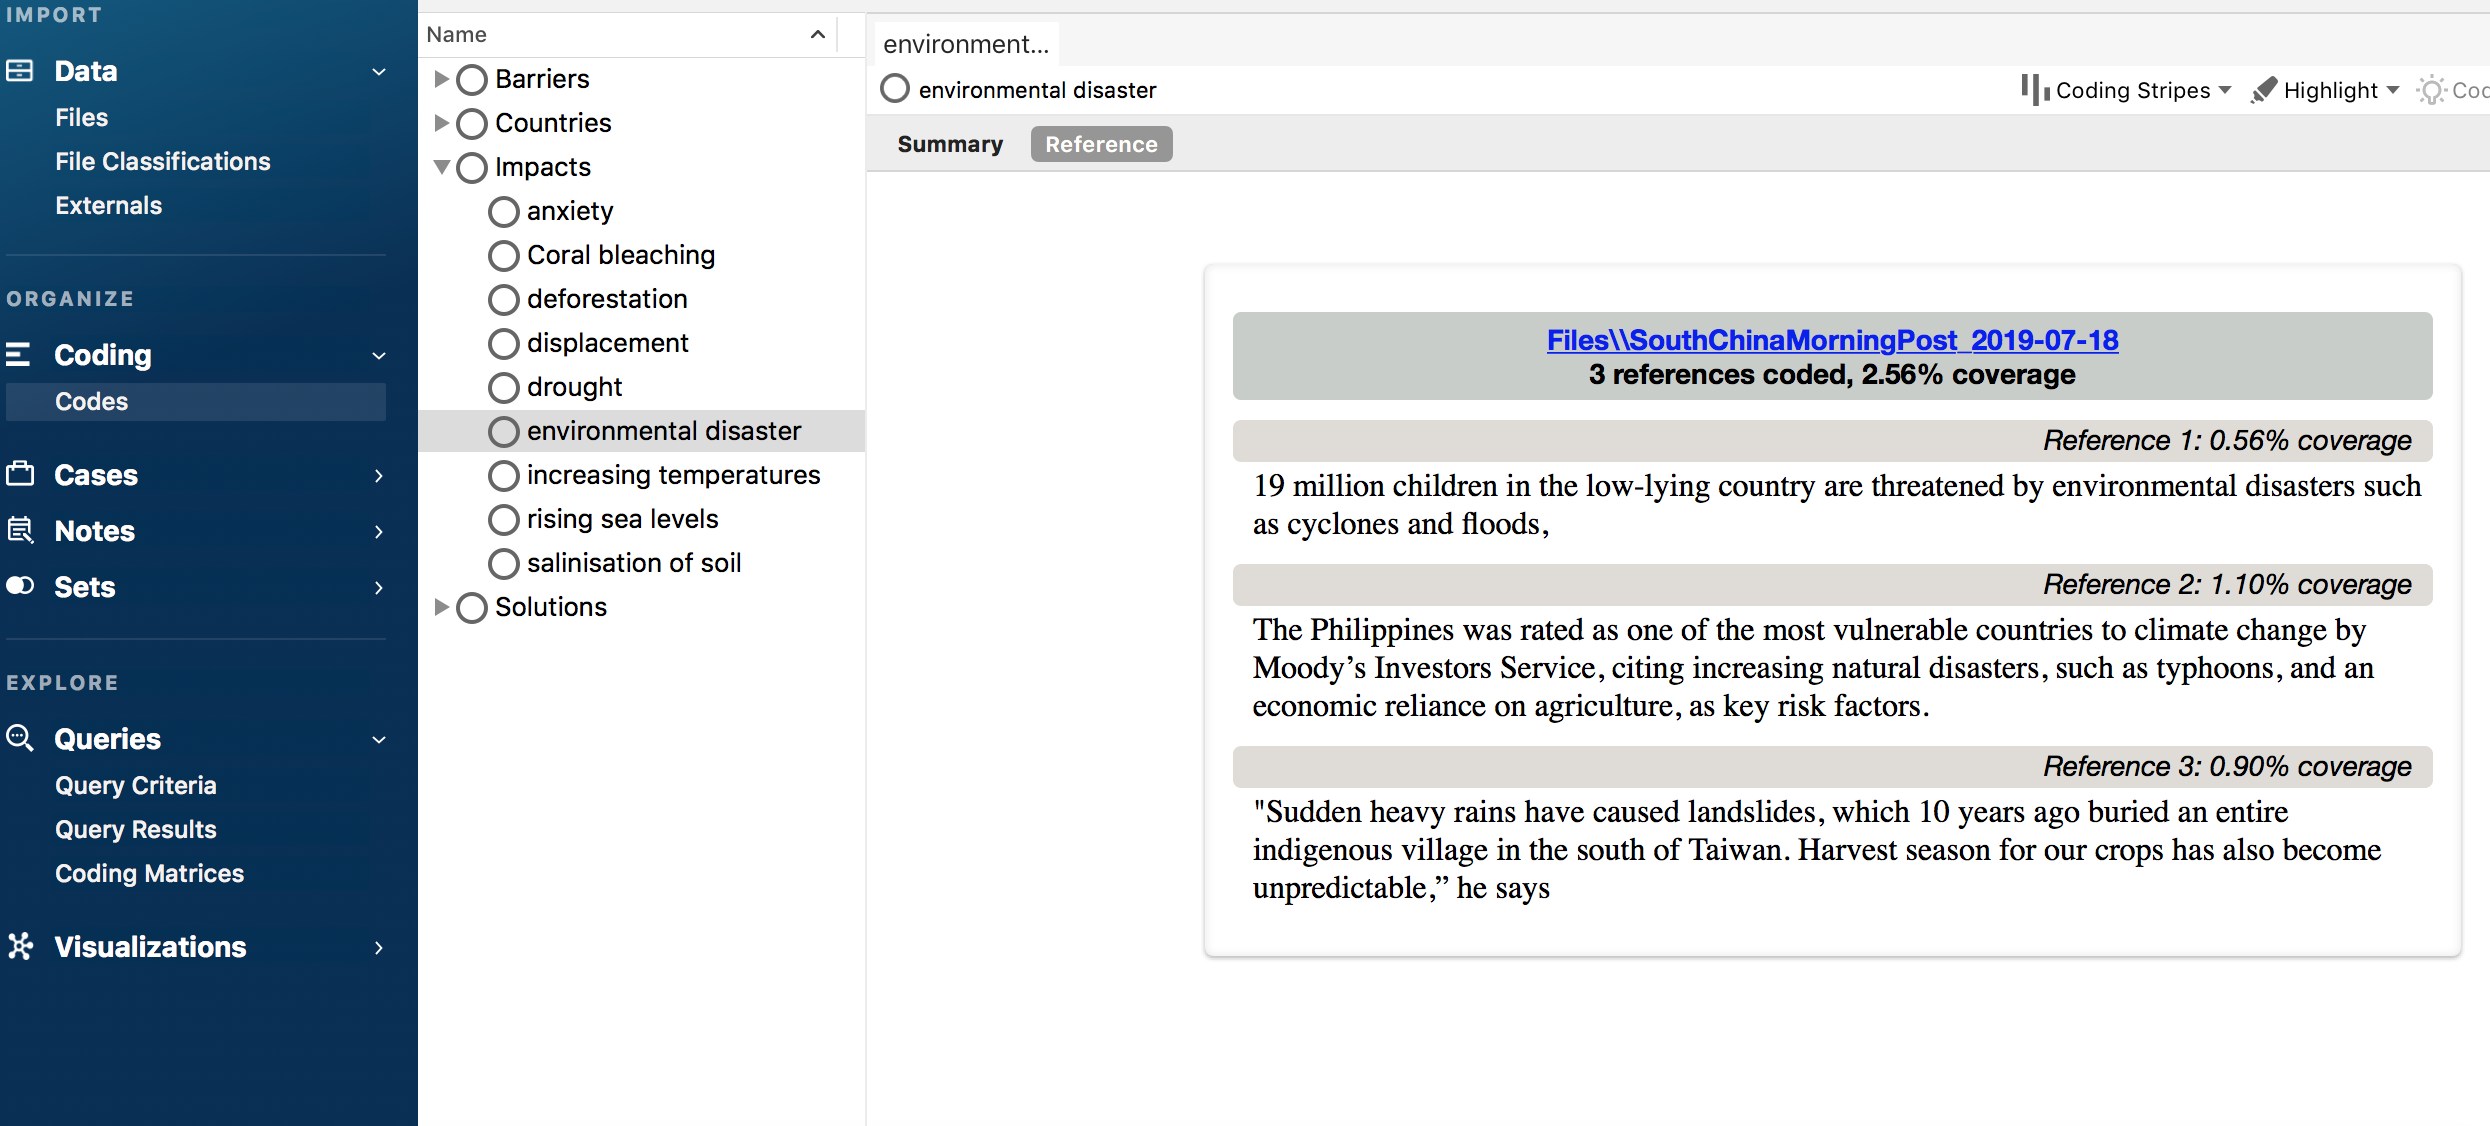 IMPORT
Data
Files
File Classifications
Externals
ORGANIZE
Coding
Codes
Cases
Notes
Sets
EXPLORE
Queries
Query Criteria
Query Results
Coding Matrices
Visualizations
Name
Barriers
Countries
Impacts
anxiety
Coral bleaching
deforestation
displacement
drought
environmental disaster
increasing temperatures
rising sea levels
salinisation of soil
Solutions
environment...
environmental disaster
Coding Stripes
Highlight
Summary
Reference
Files\\SouthChinaMorningPost_2019-07-18
3 references coded, 2.56% coverage
Reference 1: 0.56% coverage
19 million children in the low-lying country are threatened by environmental disasters such
as cyclones and floods,
Reference 2: 1.10% coverage
The Philippines was rated as one of the most vulnerable countries to climate change by
Moody’s Investors Service, citing increasing natural disasters, such as typhoons, and an
economic reliance on agriculture, as key risk factors.
Reference 3: 0.90% coverage
"Sudden heavy rains have caused landslides, which 10 years ago buried an entire
indigenous village in the south of Taiwan. Harvest season for our crops has also become
unpredictable,” he says